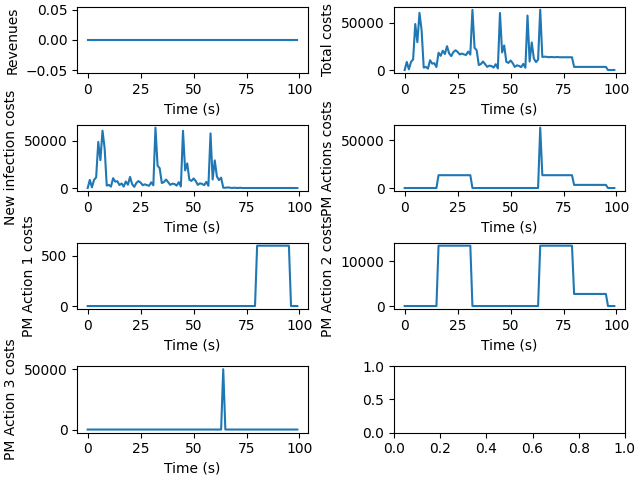 Revenues
0.05
0.00
−0.05
0 25 50 75 100
Time (s)
Total costs
50000
0
0 25 50 75 100
Time (s)
New infection costs
50000
0
0 25 50 75 100
Time (s)
PM Actions costs
50000
0
0 25 50 75 100
Time (s)
PM Action 1 costs
500
0
0 25 50 75 100
Time (s)
PM Action 2 costs
10000
0
0 25 50 75 100
Time (s)
PM Action 3 costs
50000
0
0 25 50 75 100
Time (s)
1.0
0.5
0.0
0.0 0.2 0.4 0.6 0.8 1.0